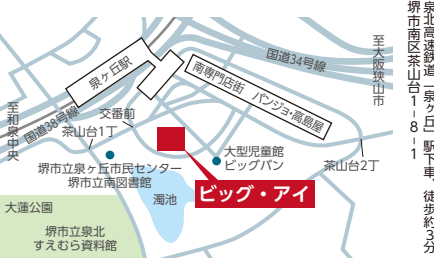 泉北高速鉄道「泉ヶ丘」駅下車、徒歩約3分
堺市南区茶山台1-8-1
国道34号線
至大阪狭山市
泉ヶ丘駅
南専門店街
パンジョ・高島屋
至和泉中央
国道38号線
交番前
茶山台1丁
大型児童館
ビッグバン
茶山台2丁
堺市立泉ヶ丘市民センター
堺市立南図書館
ビッグ・アイ
濁池
大蓮公園
堺市立泉北
すえむら資料館